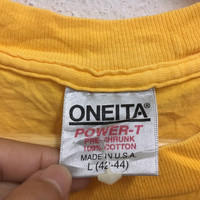 ONEITA®
POWER-T
PRE-SHRUNK
100% COTTON
MADE IN U.S.A.
L (42-44)